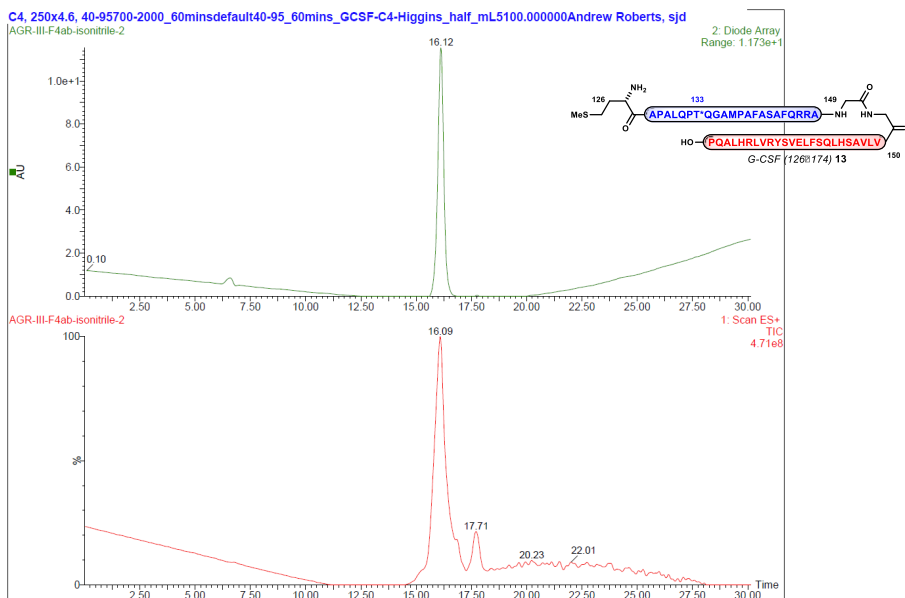 C4, 250x4.6, 40-95700-2000_60minsdefault40-95_60mins_GCSF-C4-Higgins_half_mL5100.000000Andrew Roberts, sjd
AGR-III-F4ab-isonitrile-2
2: Diode Array
Range: 1.173e+1
16.12
1.0e+1
8.0
6.0
4.0
2.0
0.0
AU
0.10
2.50 5.00 7.50 10.00 12.50 15.00 17.50 20.00 22.50 25.00 27.50 30.00
126
NH2
MeS
O
133
APALQPT*QGAMPAFASAFQRRA
NH
149
O
HN
HO
PQALHRLVRYSVELFSQLHSAVLV
150
G-CSF (126⍰174) 13
AGR-III-F4ab-isonitrile-2
1: Scan ES+
TIC
4.71e8
16.09
100
%
0
17.71
20.23
22.01
2.50 5.00 7.50 10.00 12.50 15.00 17.50 20.00 22.50 25.00 27.50 30.00
Time